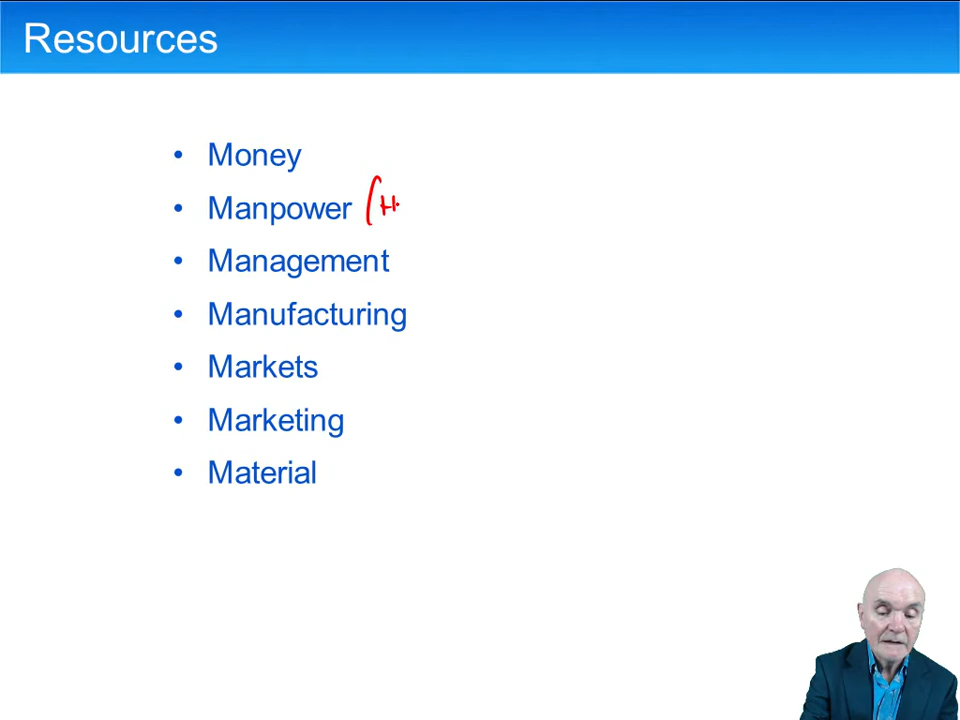 Resources
• Money
• Manpower (H
• Management
• Manufacturing
• Markets
• Marketing
• Material